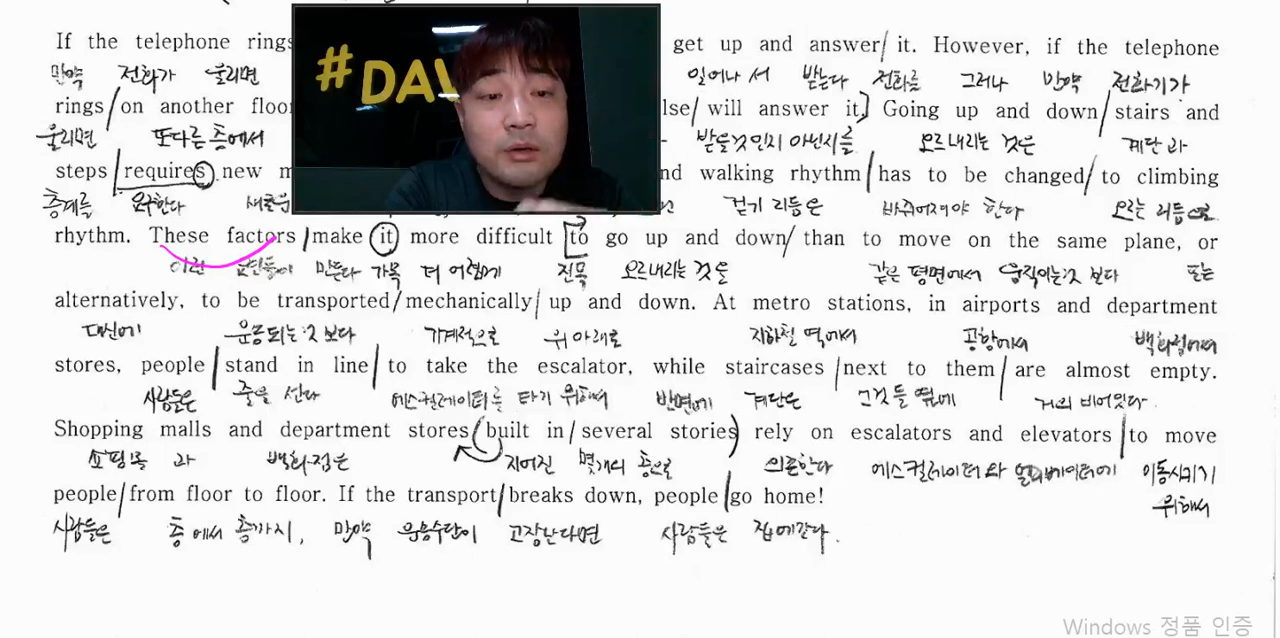 If the telephone rings get up and answer/ it. However, if the telephone
만약 전화가 울리면 일어나서 받는다 전화를 그러나 만약 전화기가
#DAV
rings/on another floor else/ will answer it.] Going up and down/stairs and
울리면 또다른 층에서 받을것인지 아닌지를 오르내리는 것은 계단과
steps/requires new walking rhythm/has to be changed/to climbing
층계를 요구한다 새로운 걷기 리듬은 바뀌어져야 한다 오르는 리듬으로
rhythm. These factors/make it more difficult to go up and down/than to move on the same plane, or
이런 요인들이 만든다 가목 더 어렵게 진목 오르내리는 것을 같은 평면에서 움직이는것 보다 또는
alternatively, to be transported/mechanically/up and down. At metro stations, in airports and department
대신에 운송되는것 보다 기계적으로 위 아래로 지하철 역에서 공항에서 백화점에서
stores, people/stand in line/to take the escalator, while staircases/next to them/are almost empty.
사람들은 줄을 선다 에스컬레이터를 타기 위하여 반면에 계단은 그것들 옆에 거의 비어있다.
Shopping malls and department stores(built in/several stories) rely on escalators and elevators/to move
쇼핑몰 과 백화점은 지어진 몇개의 층으로 의존한다 에스컬레이터와 엘리베이터에 이동시키기
people/from floor to floor. If the transport/breaks down, people/go home!
위해서
사람들은 층에서 층까지, 만약 운송수단이 고장난다면 사람들은 집에간다.
Windows 정품 인증